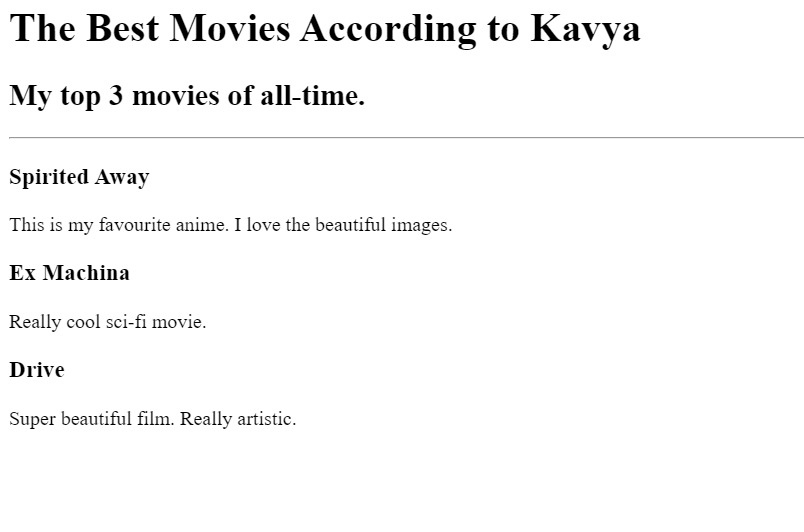 The Best Movies According to Kavya
My top 3 movies of all-time.
Spirited Away
This is my favourite anime. I love the beautiful images.
Ex Machina
Really cool sci-fi movie.
Drive
Super beautiful film. Really artistic.